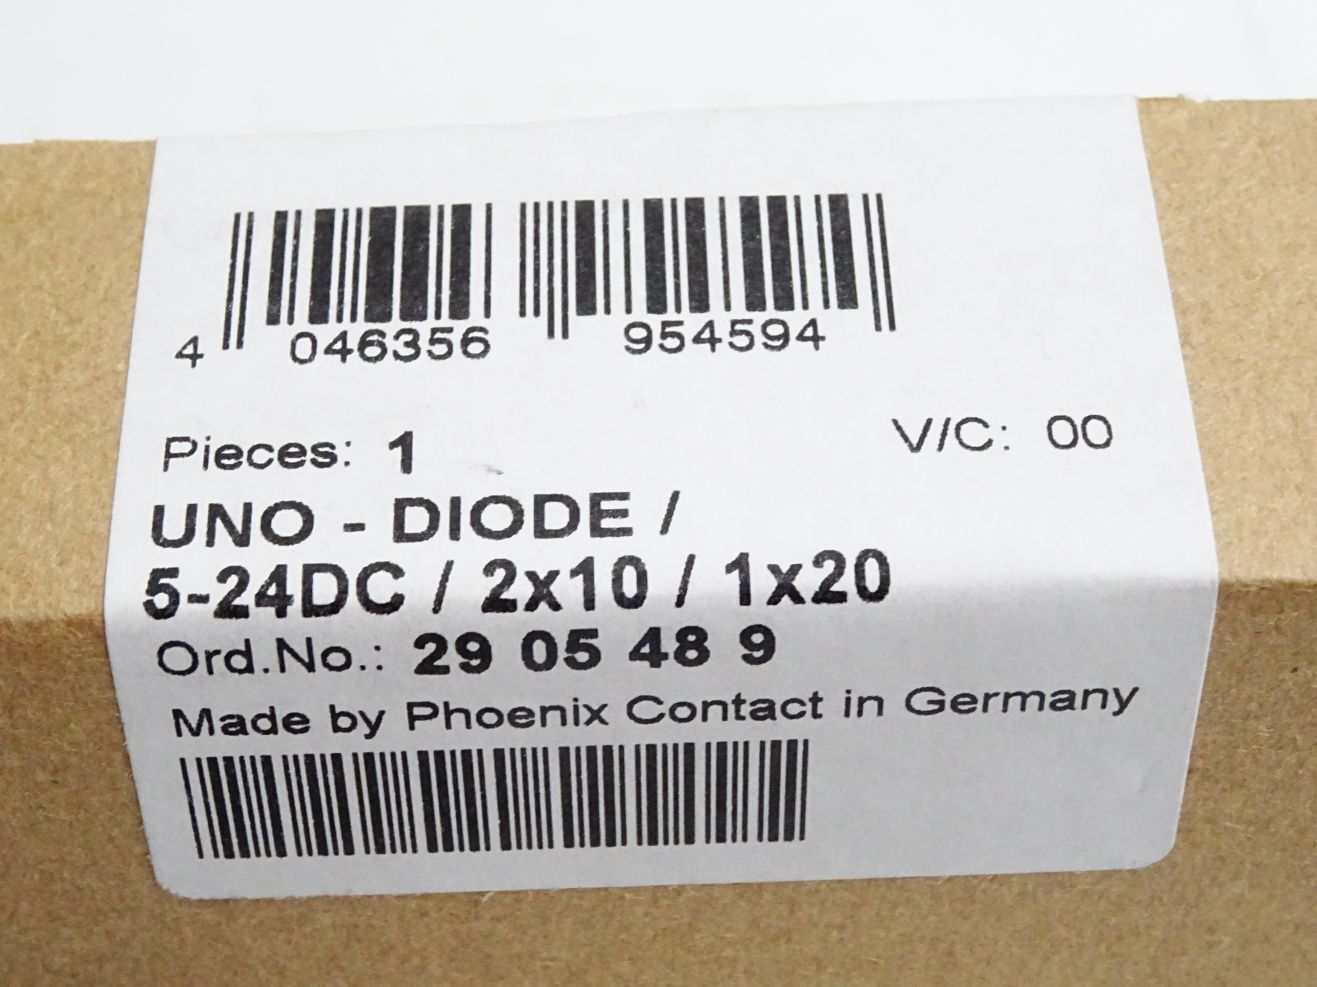 4 046356 954594
Pieces: 1 V/C: 00
UNO - DIODE /
5-24DC / 2x10 / 1x20
Ord.No.: 29 05 48 9
Made by Phoenix Contact in Germany